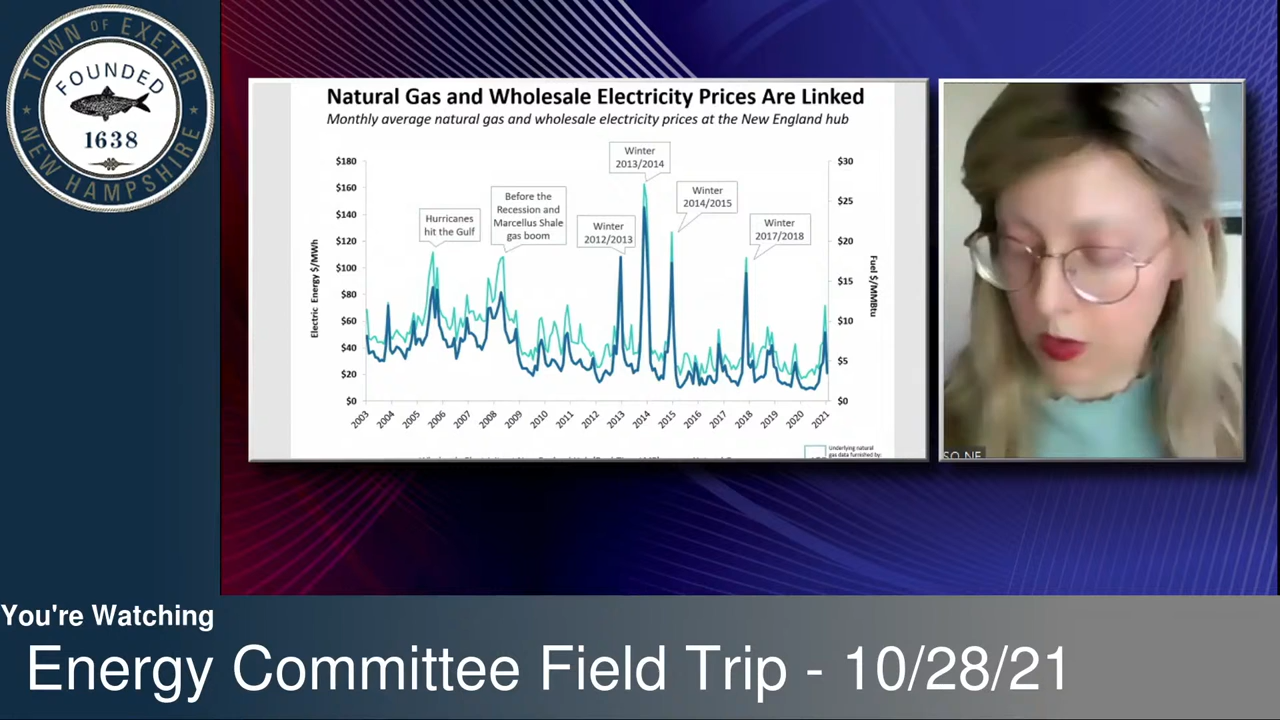 TOWN OF EXETER
FOUNDED
1638
NEW HAMPSHIRE
Natural Gas and Wholesale Electricity Prices Are Linked
Monthly average natural gas and wholesale electricity prices at the New England hub
Winter
2013/2014
Winter
2014/2015
Before the
Recession and
Marcellus Shale
gas boom
Hurricanes
hit the Gulf
Winter
2012/2013
Winter
2017/2018
Electric Energy $/MWh
$180
$160
$140
$120
$100
$80
$60
$40
$20
$0
$30
$25
$20
$15
$10
$5
$0
Fuel $/MMBtu
2003 2004 2005 2006 2007 2008 2009 2010 2011 2012 2013 2014 2015 2016 2017 2018 2019 2020 2021
Underlying natural
gas data furnished by:
You're Watching
Energy Committee Field Trip - 10/28/21